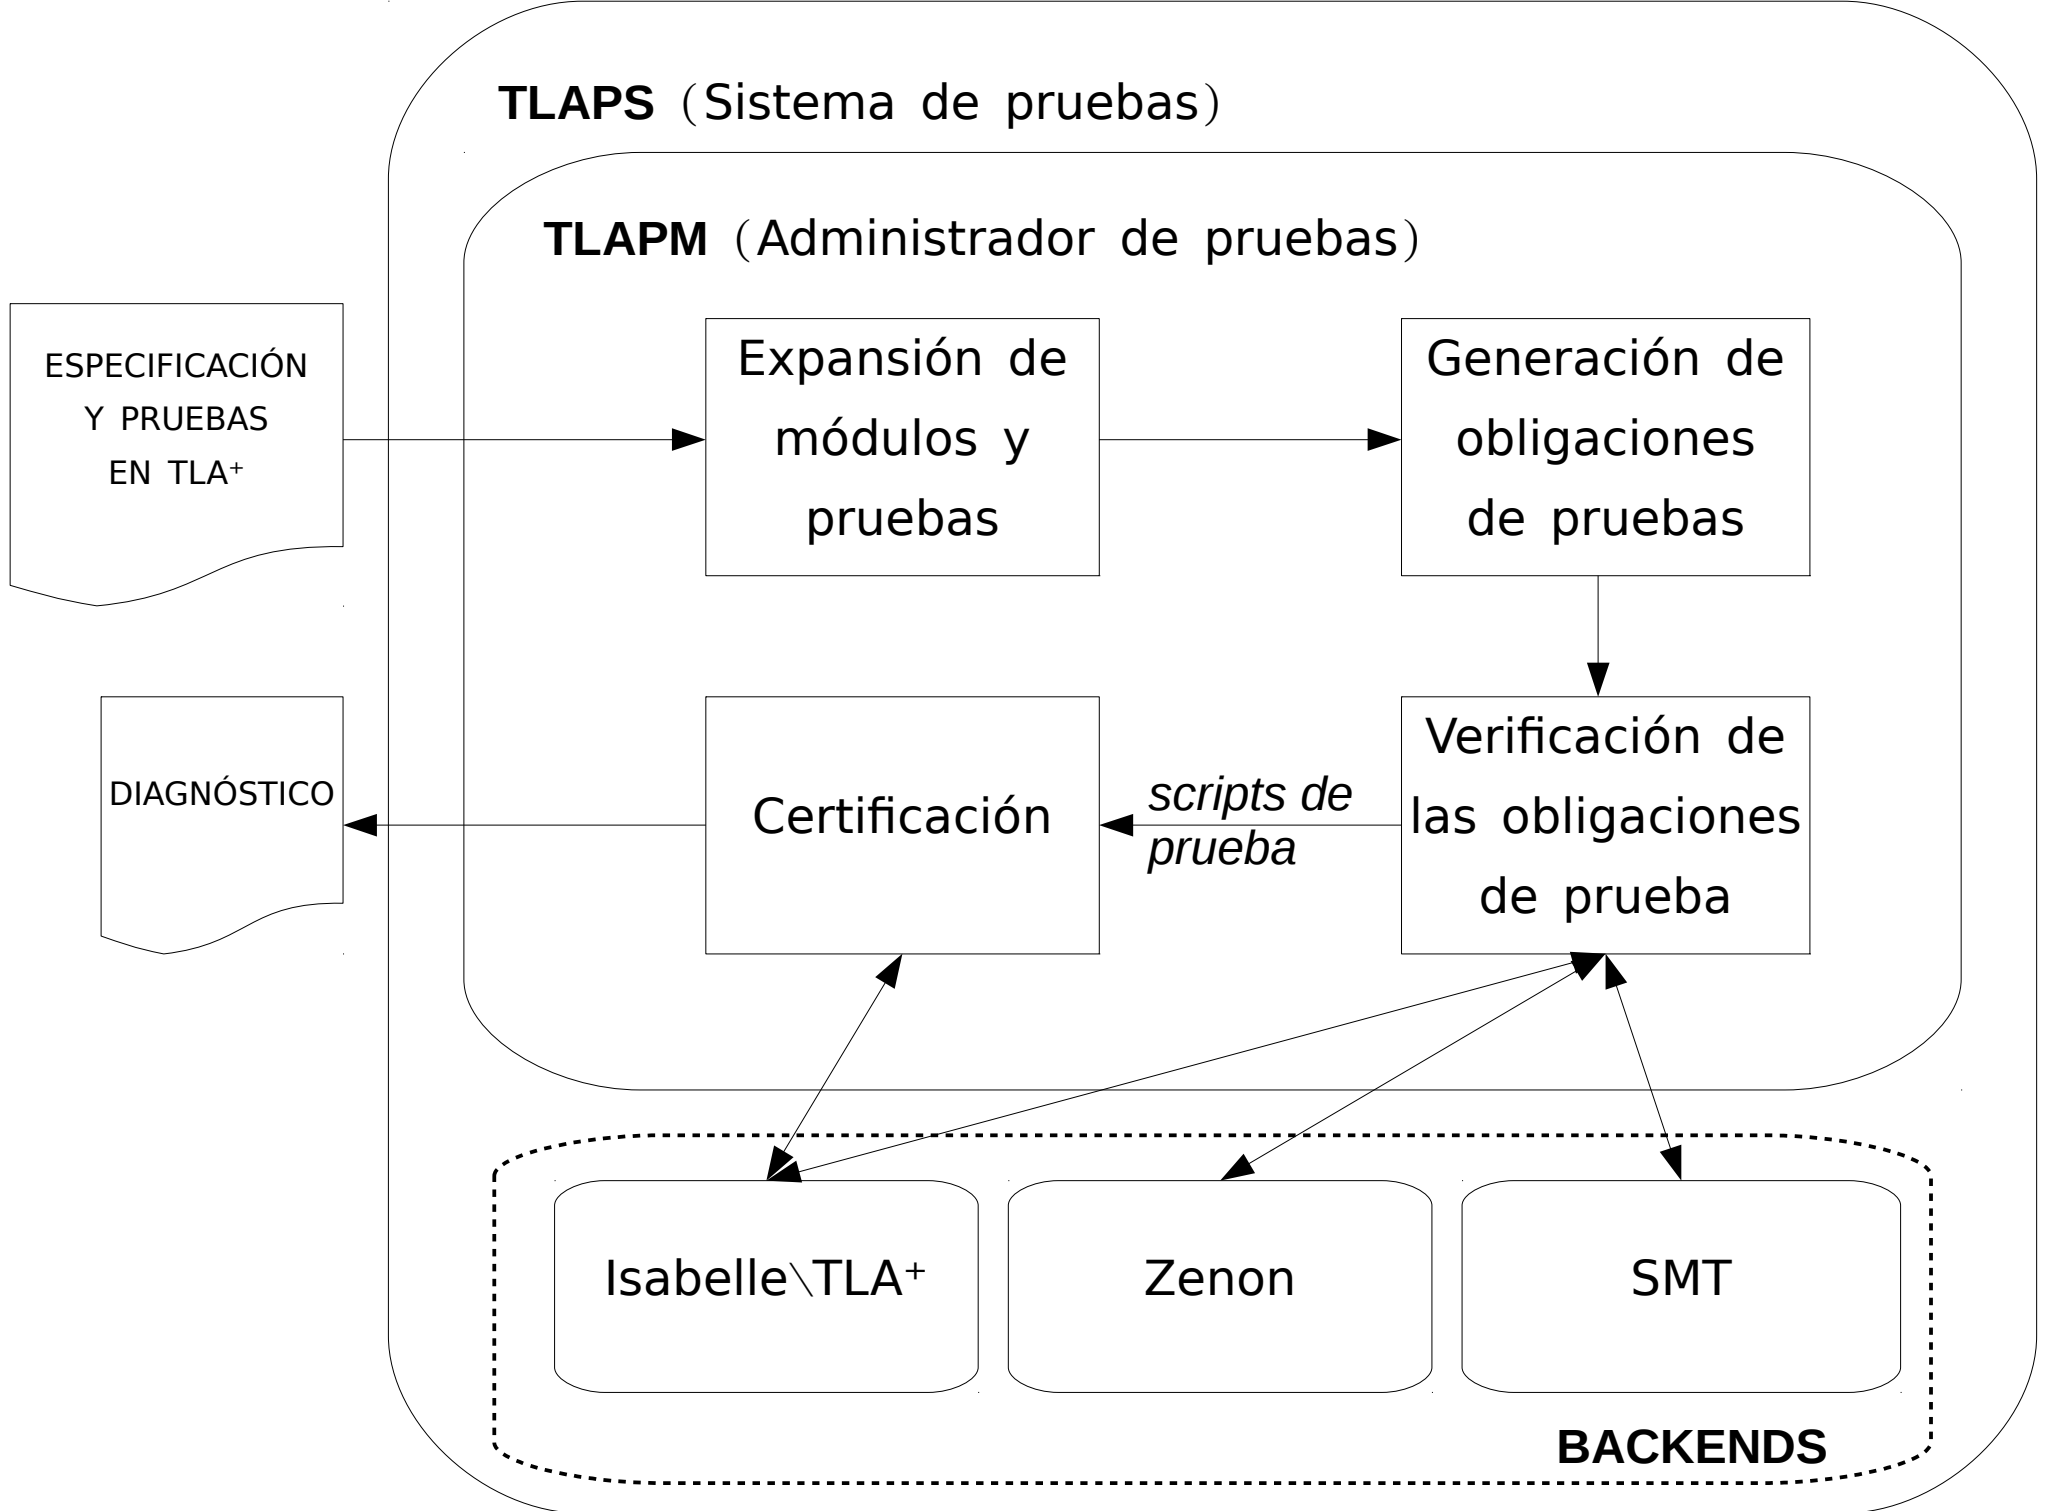 TLAPS (Sistema de pruebas)
TLAPM (Administrador de pruebas)
ESPECIFICACIÓN
Y PRUEBAS
EN TLA⁺
Expansión de
módulos y
pruebas
Generación de
obligaciones
de pruebas
DIAGNÓSTICO
Certificación
scripts de
prueba
Verificación de
las obligaciones
de prueba
Isabelle\TLA⁺
Zenon
SMT
BACKENDS